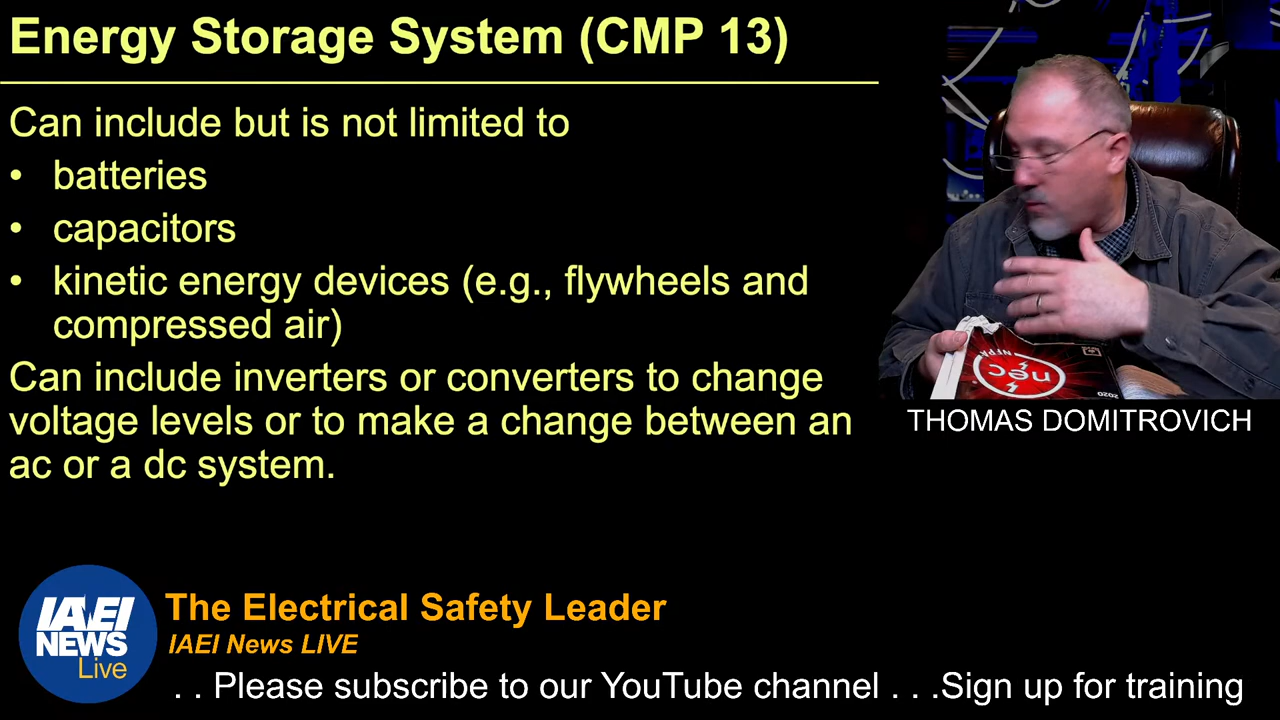 Energy Storage System (CMP 13)
Can include but is not limited to
• batteries
• capacitors
• kinetic energy devices (e.g., flywheels and
compressed air)
Can include inverters or converters to change
voltage levels or to make a change between an
ac or a dc system.
nec
NFPA
2020
THOMAS DOMITROVICH
IAEI
NEWS
Live
The Electrical Safety Leader
IAEI News LIVE
. . Please subscribe to our YouTube channel . . .Sign up for training